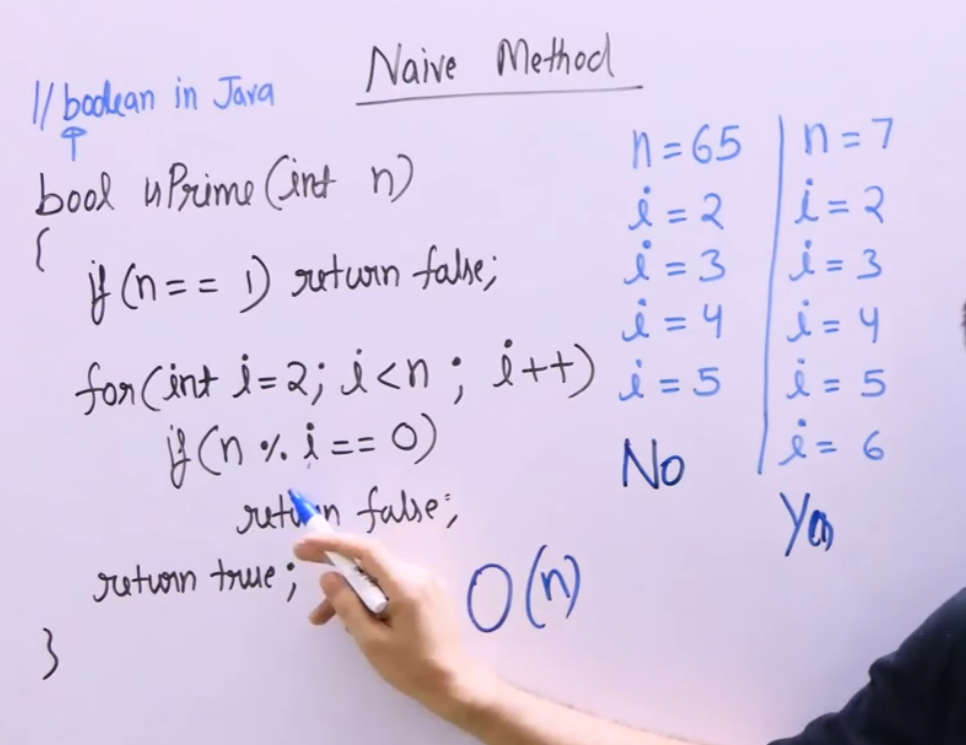 Naive Method
// boolean in Java
bool isPrime(int n)
{
if(n == 1) return false;
for(int i=2; i<n; i++)
if(n % i == 0)
return false;
return true;
}
O(n)
n=65
i=2
i=3
i=4
i=5
No
n=7
i=2
i=3
i=4
i=5
i=6
Yes